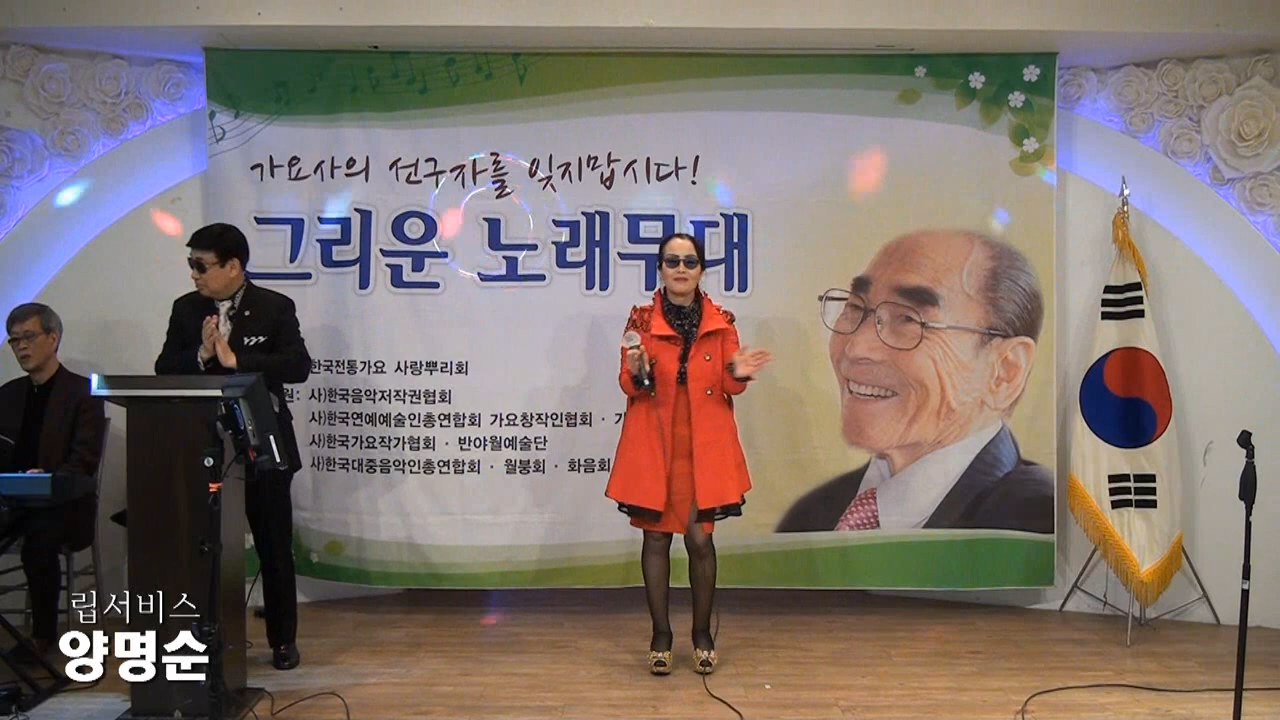 가요사의 선구자를 잊지맙시다!
그리운 노래무대
한국전통가요 사랑뿌리회
원: 사)한국음악저작권협회
사)한국연예예술인총연합회 가요창작인협회 · 가
사)한국가요작가협회 · 반야월예술단
사)한국대중음악인총연합회 · 월붕회 · 화음회
립서비스
양명순